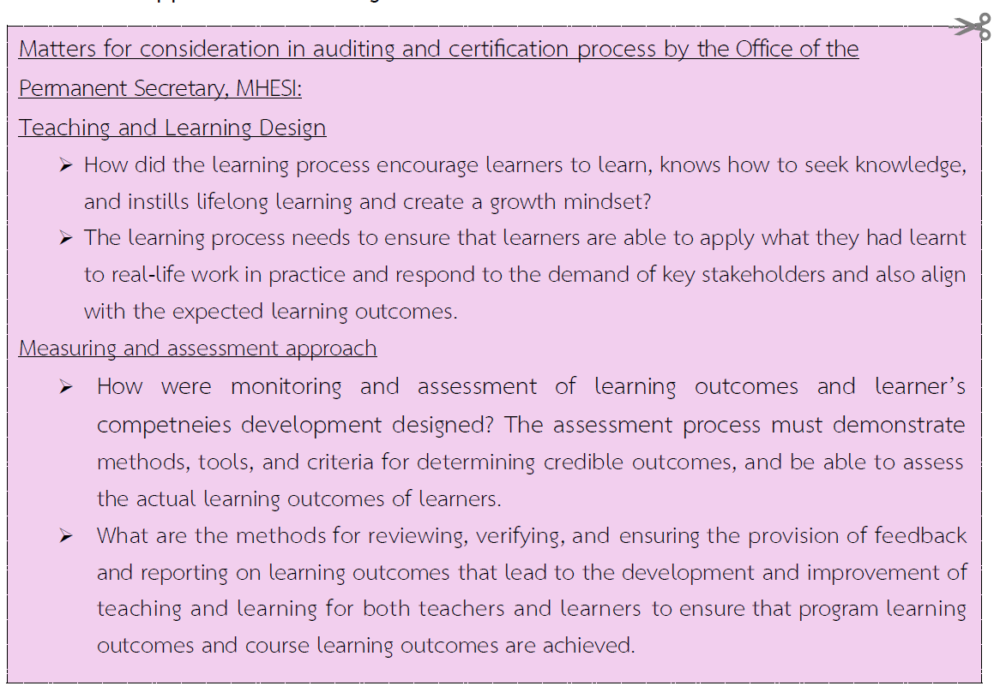 Matters for consideration in auditing and certification process by the Office of the
Permanent Secretary, MHESI:
Teaching and Learning Design
➢ How did the learning process encourage learners to learn, knows how to seek knowledge,
and instills lifelong learning and create a growth mindset?
➢ The learning process needs to ensure that learners are able to apply what they had learnt
to real-life work in practice and respond to the demand of key stakeholders and also align
with the expected learning outcomes.
Measuring and assessment approach
➢ How were monitoring and assessment of learning outcomes and learner’s
competneies development designed? The assessment process must demonstrate
methods, tools, and criteria for determining credible outcomes, and be able to assess
the actual learning outcomes of learners.
➢ What are the methods for reviewing, verifying, and ensuring the provision of feedback
and reporting on learning outcomes that lead to the development and improvement of
teaching and learning for both teachers and learners to ensure that program learning
outcomes and course learning outcomes are achieved.